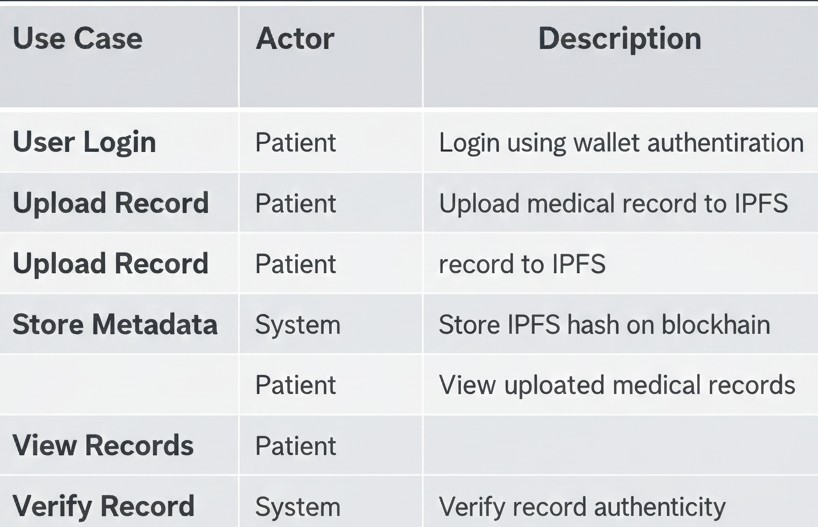 Use Case Actor Description
User Login Patient Login using wallet authentiration
Upload Record Patient Upload medical record to IPFS
Upload Record Patient record to IPFS
Store Metadata System Store IPFS hash on blockhain
Patient View uploated medical records
View Records Patient
Verify Record System Verify record authenticity